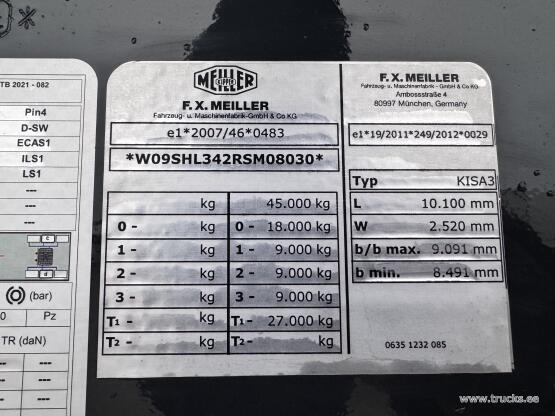 TB 2021 - 082
Pin4
D-SW
ECAS1
ILS1
LS1
---
---
---
c
d
(bar)
0 Pz
TR (daN)
--- ---
--- ---
--- ---
MEILLER
KIPPER
F.X. MEILLER
Fahrzeug- u. Maschinenfabrik-GmbH & Co KG
e1*2007/46*0483
*W09SHL342RSM08030*
kg 45.000 kg
0 - kg 0 - 18.000 kg
1 - kg 1 - 9.000 kg
2 - kg 2 - 9.000 kg
3 - kg 3 - 9.000 kg
T1 - kg T1 - 27.000 kg
T2 - kg T2 - kg
F.X. MEILLER
Fahrzeug- u. Maschinenfabrik - GmbH & Co KG
Ambossstraße 4
80997 München, Germany
e1*19/2011*249/2012*0029
Typ KISA3
L 10.100 mm
W 2.520 mm
b/b max. 9.091 mm
b min. 8.491 mm
0635 1232 085
www.trucks.ee